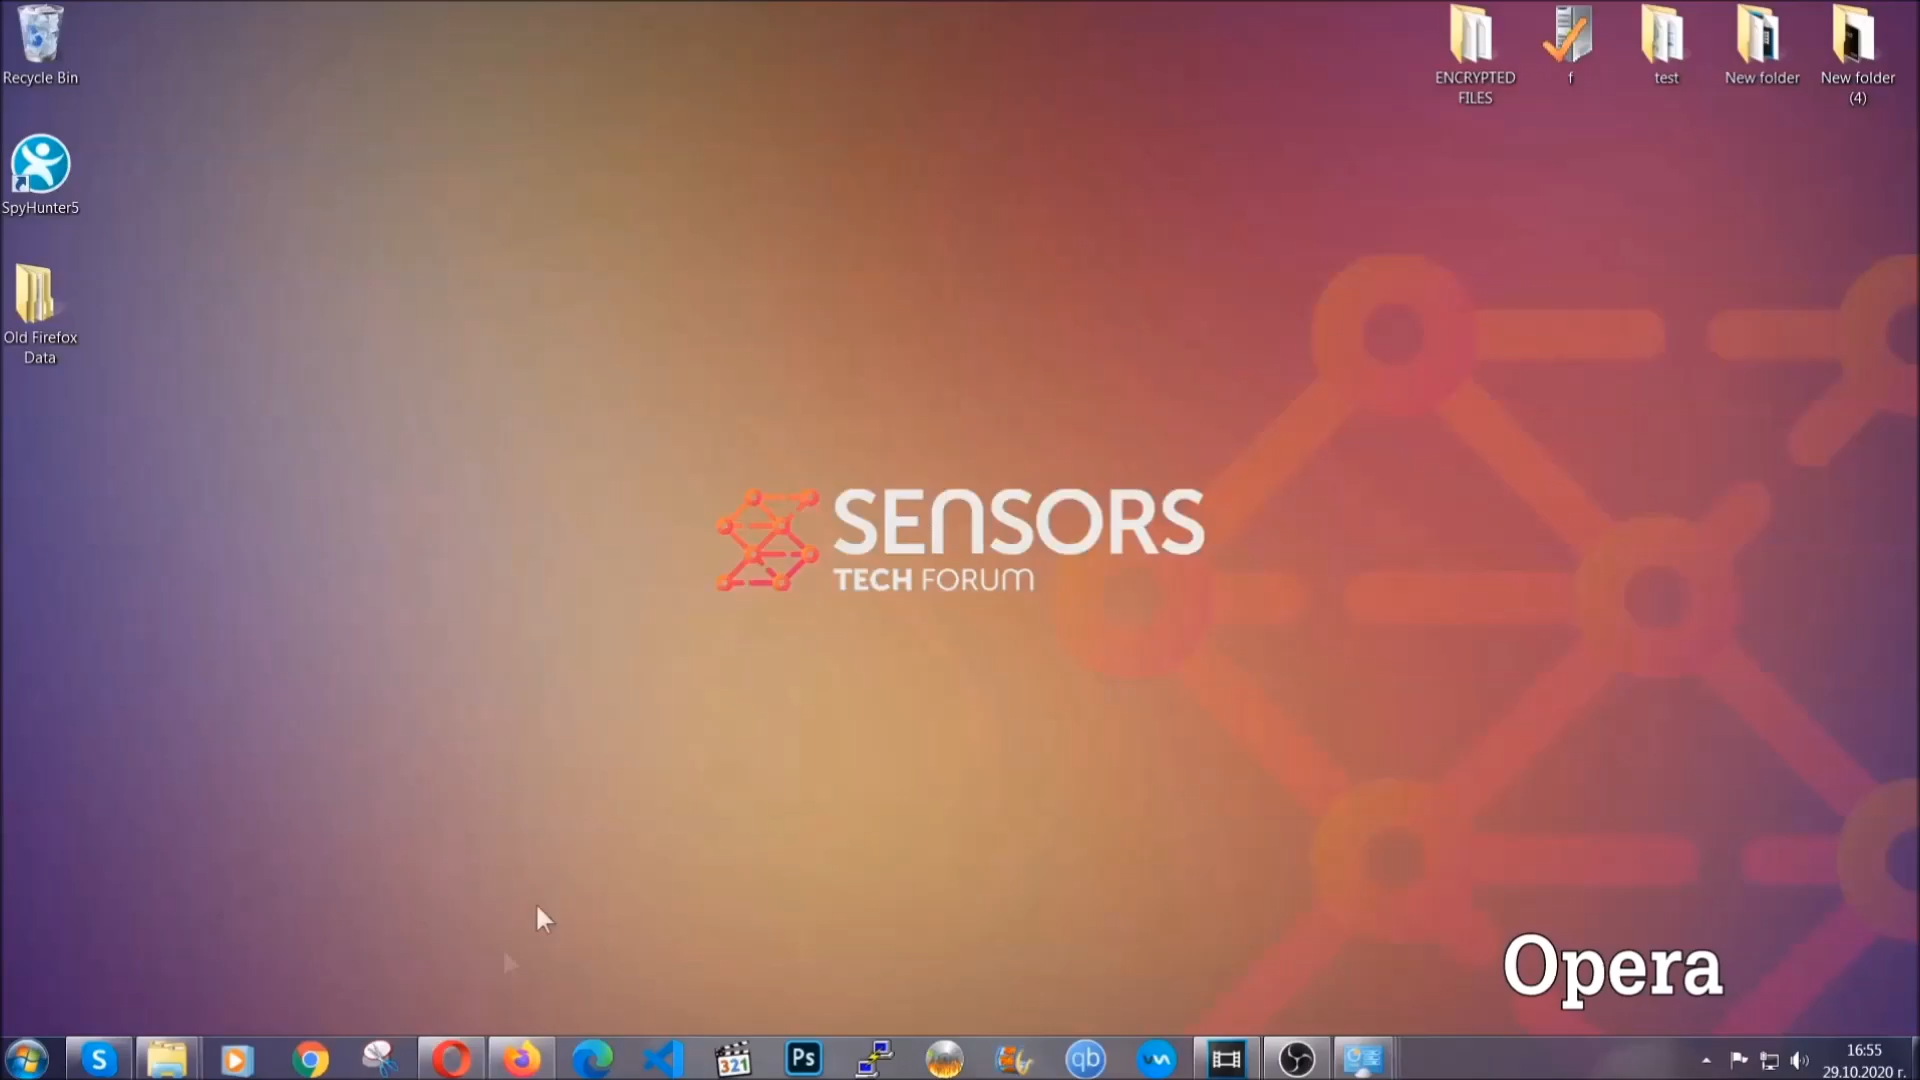 Recycle Bin
SpyHunter5
Old Firefox
Data
ENCRYPTED
FILES
f
test
New folder
New folder
(4)
SENSORS
TECH FORUM
Opera
S
321
Ps
qb
16:55
29.10.2020 г.